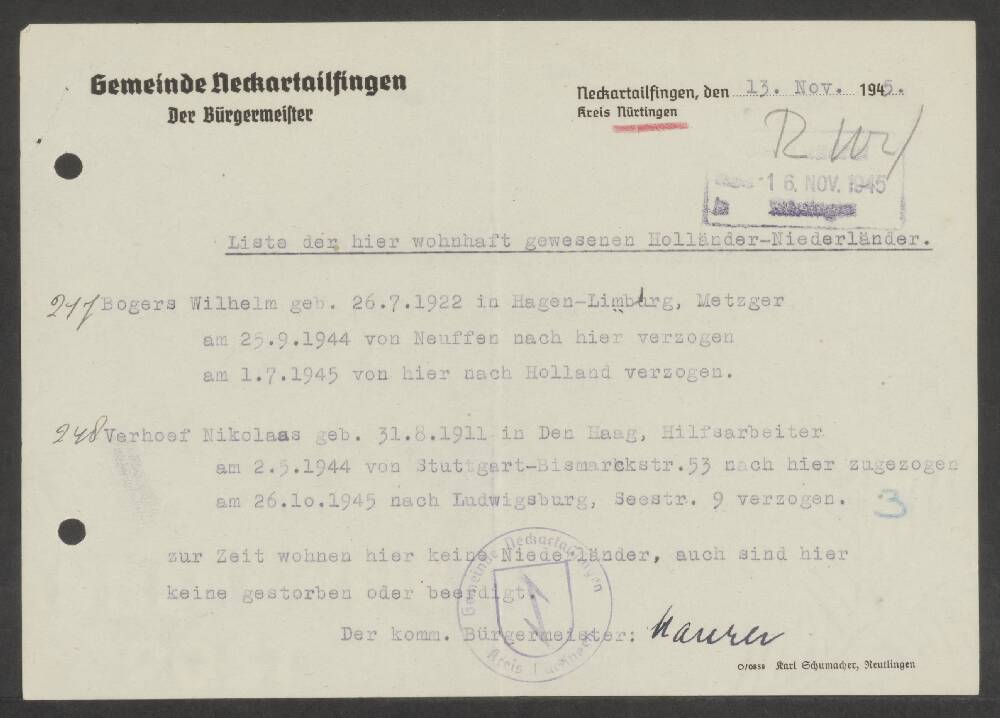 Gemeinde Neckartailfingen
Der Bürgermeister
Neckartailfingen, den 13. Nov. 1945.
Kreis Nürtingen
16. NOV. 1945
Liste der hier wohnhaft gewesenen Holländer-Niederländer.
247 Bogers Wilhelm geb. 26.7.1922 in Hagen-Limburg, Metzger
am 25.9.1944 von Neuffen nach hier verzogen
am 1.7.1945 von hier nach Holland verzogen.
248 Verhoef Nikolaas geb. 31.8.1911 in Den Haag, Hilfsarbeiter
am 2.5.1944 von Stuttgart-Bismarckstr.53 nach hier zugezogen
am 26.10.1945 nach Ludwigsburg, Seestr. 9 verzogen.
3
zur Zeit wohnen hier keine Niederländer, auch sind hier
keine gestorben oder beerdigt.
Der komm. Bürgermeister: Maurer
Gemeinde Neckartailfingen
Kreis
O/0859 Karl Schumacher, Reutlingen